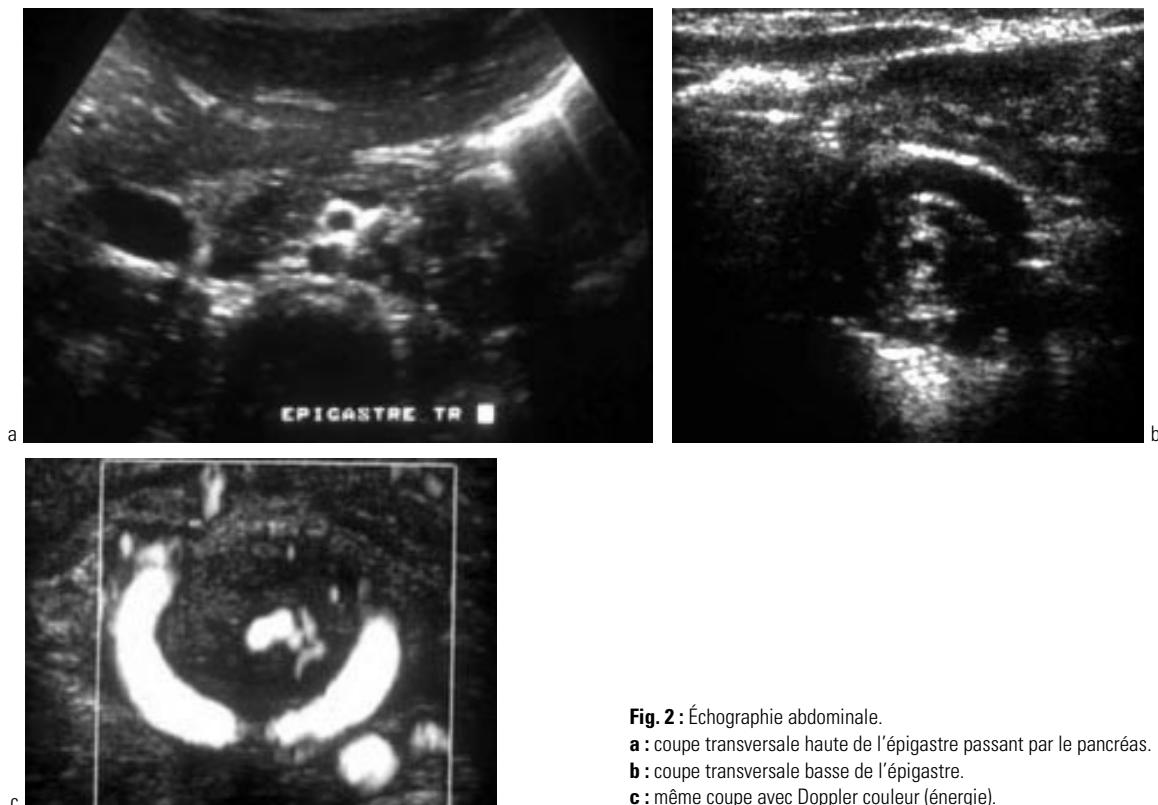 EPIGASTRE TR
a
b
c
Fig. 2 : Échographie abdominale.
a : coupe transversale haute de l'épigastre passant par le pancréas.
b : coupe transversale basse de l'épigastre.
c : même coupe avec Doppler couleur (énergie).